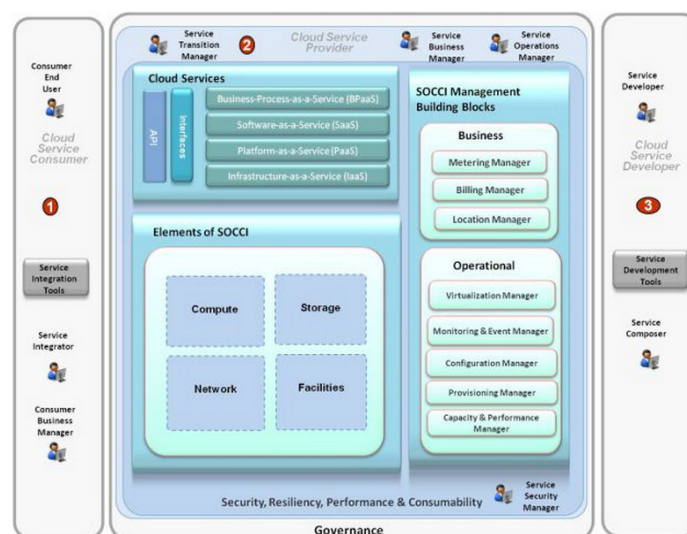 Consumer
End
User
Cloud
Service
Consumer
1
Service
Integration
Tools
Service
Integrator
Consumer
Business
Manager
Service
Transition
Manager
2
Cloud Service
Provider
Service
Business
Manager
Service
Operations
Manager
Cloud Services
API
Interfaces
Business-Process-as-a-Service (BPaaS)
Software-as-a-Service (SaaS)
Platform-as-a-Service (PaaS)
Infrastructure-as-a-Service (IaaS)
Elements of SOCCI
Compute
Storage
Network
Facilities
SOCCI Management
Building Blocks
Business
Metering Manager
Billing Manager
Location Manager
Operational
Virtualization Manager
Monitoring & Event Manager
Configuration Manager
Provisioning Manager
Capacity & Performance
Manager
Security, Resiliency, Performance & Consumability
Service
Security
Manager
Governance
Service
Developer
Cloud
Service
Developer
3
Service
Development
Tools
Service
Composer